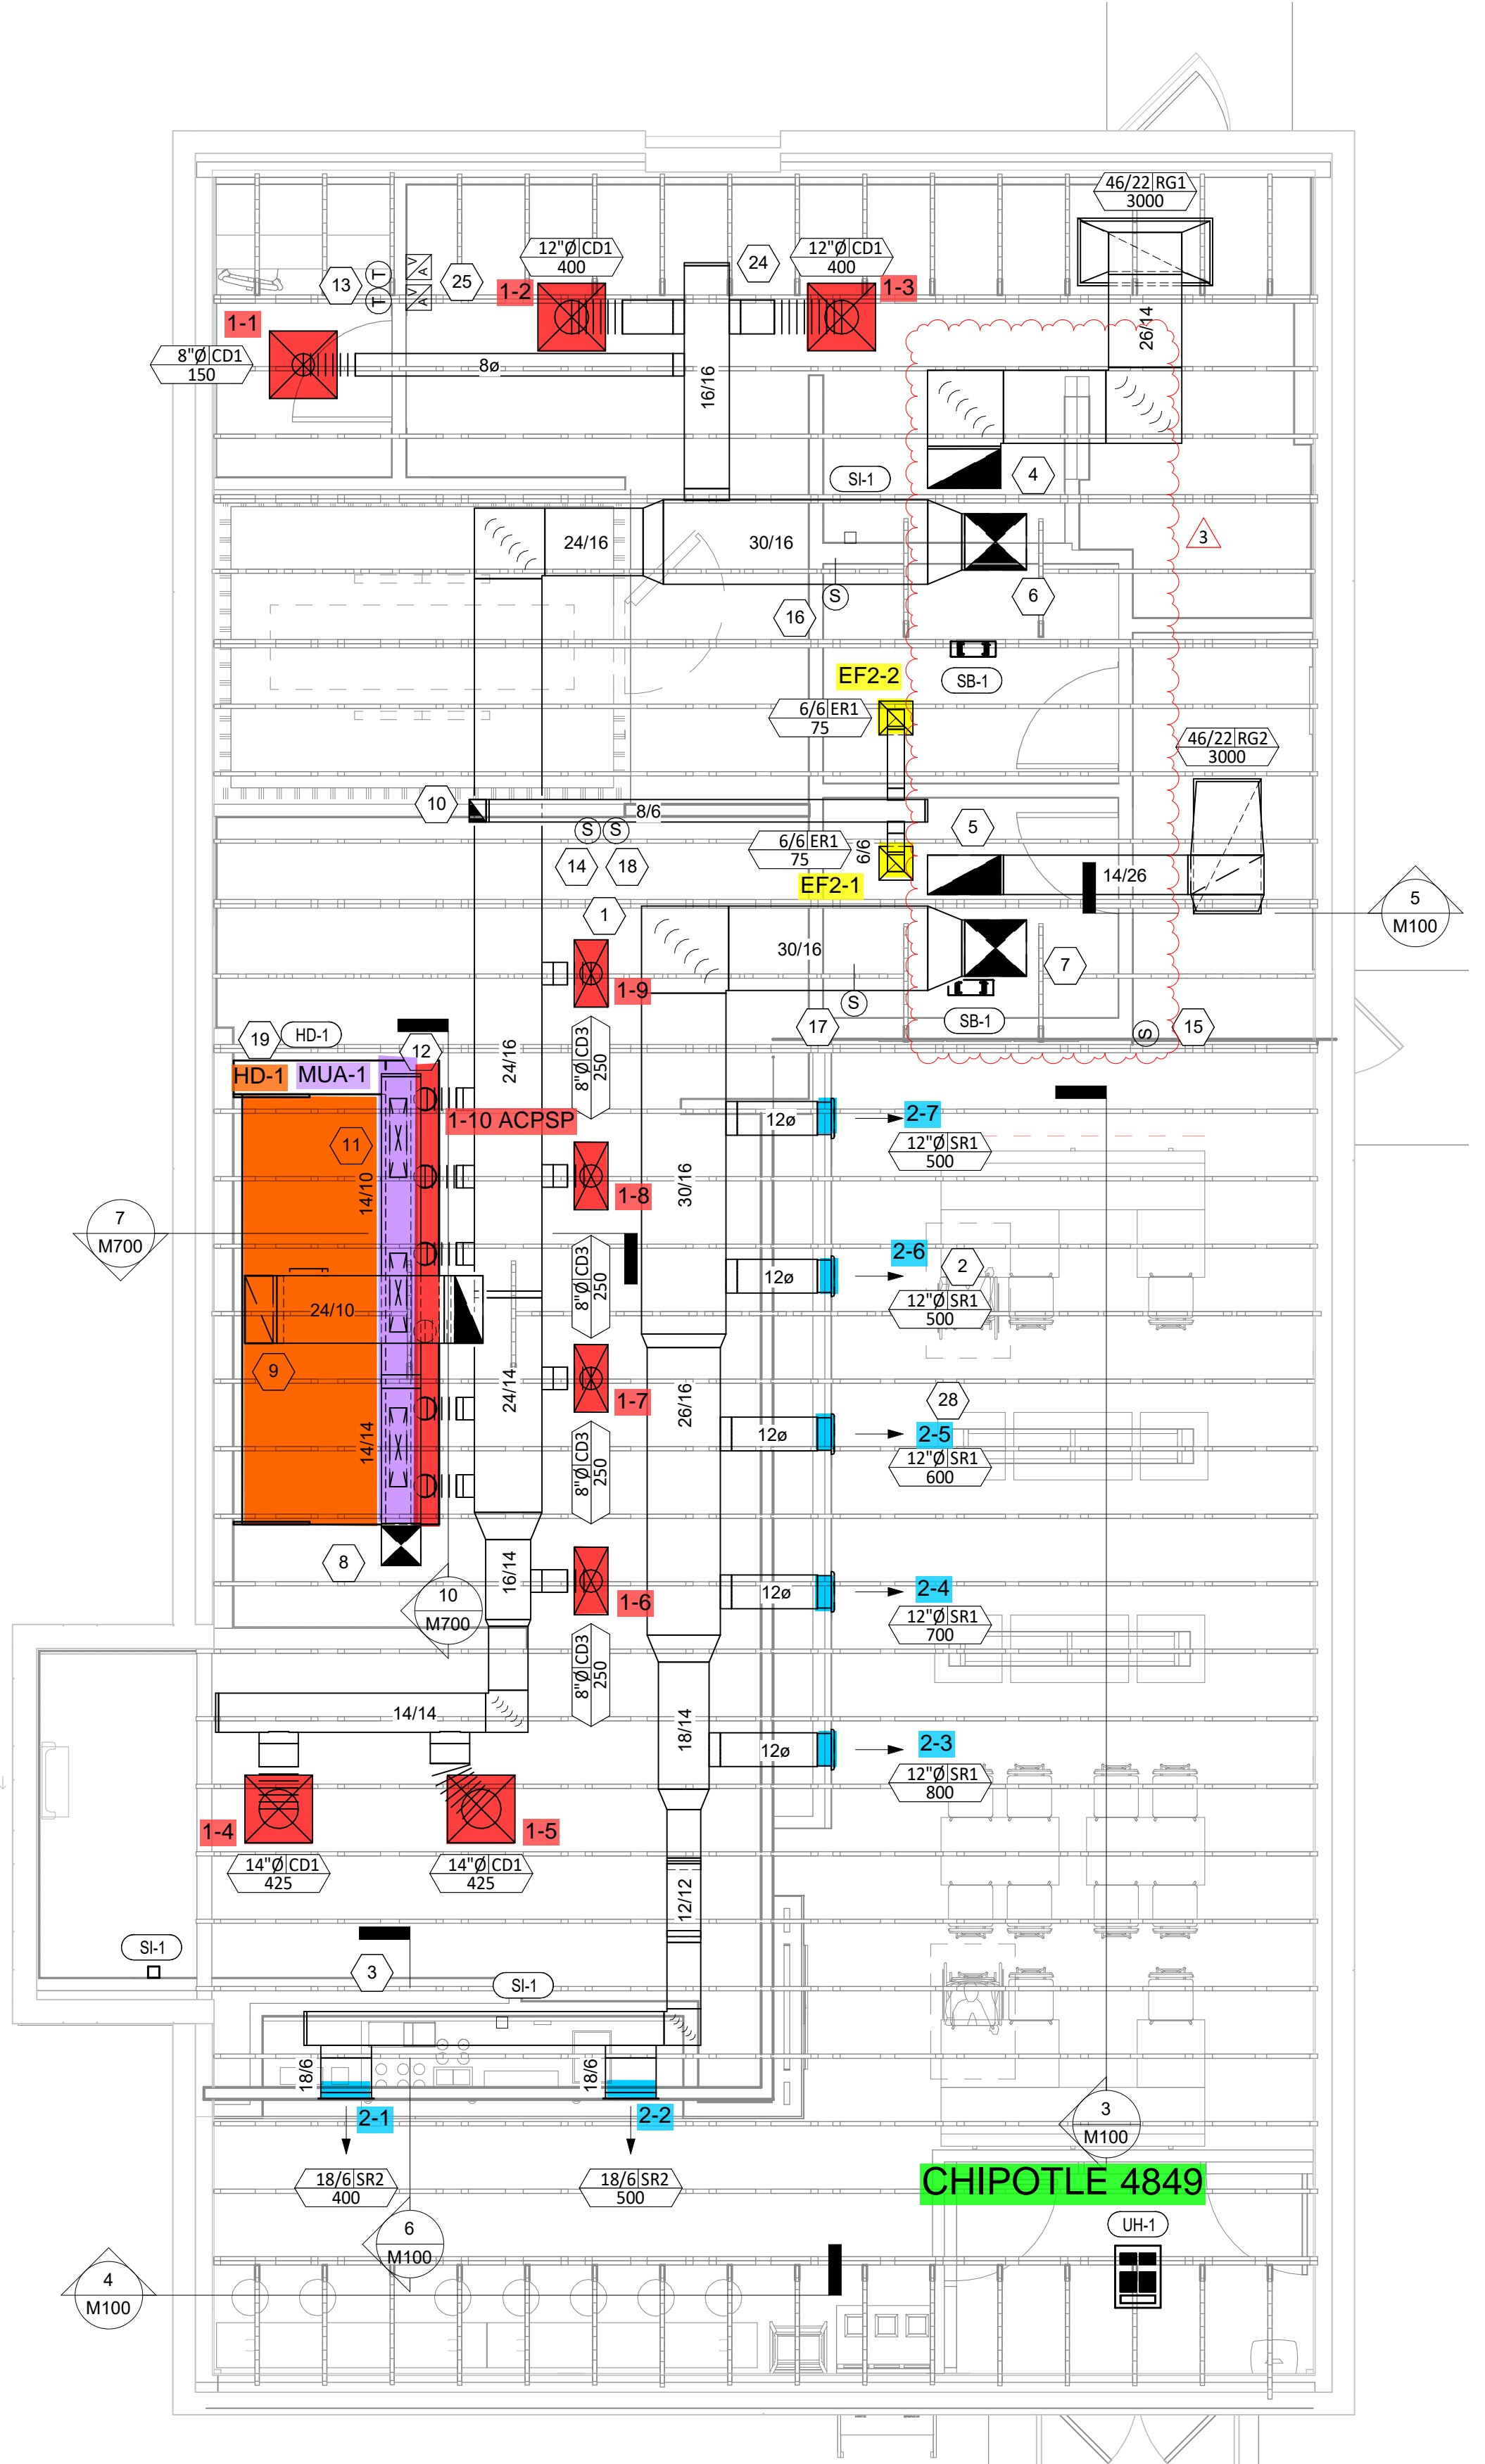 46/22 RG1
3000
12"Ø CD1
400
24
12"Ø CD1
400
13
T
T
V
A
V
A
25
1-2
1-3
1-1
8"Ø CD1
150
8ø
16/16
26/14
SI-1
4
24/16
30/16
3
S
6
16
EF2-2
SB-1
6/6 ER1
75
46/22 RG2
3000
10
8/6
S
S
14
18
6/6 ER1
75
6/6
5
EF2-1
14/26
5
M100
1
30/16
7
S
1-9
SB-1
17
S
15
19
HD-1
12
24/16
8"Ø CD3
250
HD-1
MUA-1
1-10 ACPSP
12ø
2-7
12"Ø SR1
500
11
14/10
1-8
30/16
7
M700
8"Ø CD3
250
2-6
2
12ø
12"Ø SR1
500
24/10
9
24/14
1-7
26/16
28
14/14
8"Ø CD3
250
12ø
2-5
12"Ø SR1
600
8
16/14
10
M700
1-6
12ø
2-4
12"Ø SR1
700
8"Ø CD3
250
14/14
18/14
12ø
2-3
12"Ø SR1
800
1-4
1-5
14"Ø CD1
425
14"Ø CD1
425
12/12
SI-1
3
SI-1
18/6
18/6
2-1
2-2
3
M100
18/6 SR2
400
18/6 SR2
500
CHIPOTLE 4849
UH-1
6
M100
4
M100